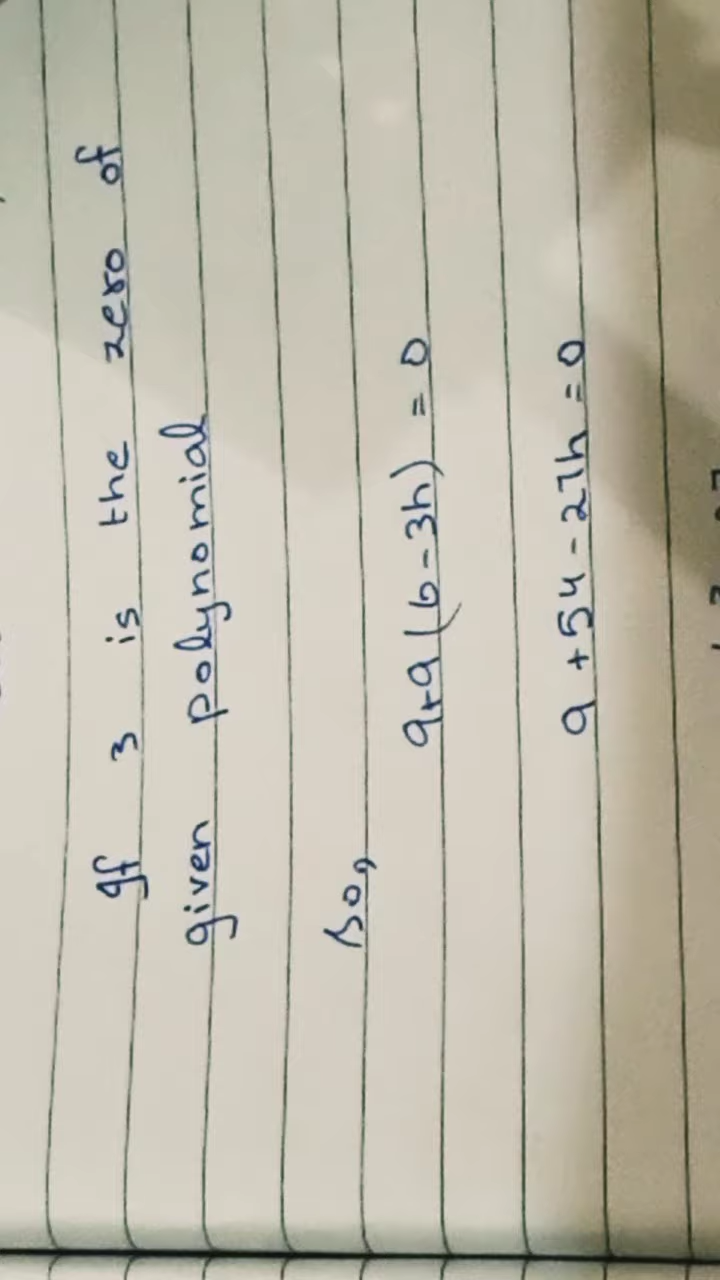 If 3 is the zero of
given polynomial
So,
9+9(6-3h) = 0
9 +54 - 27h = 0